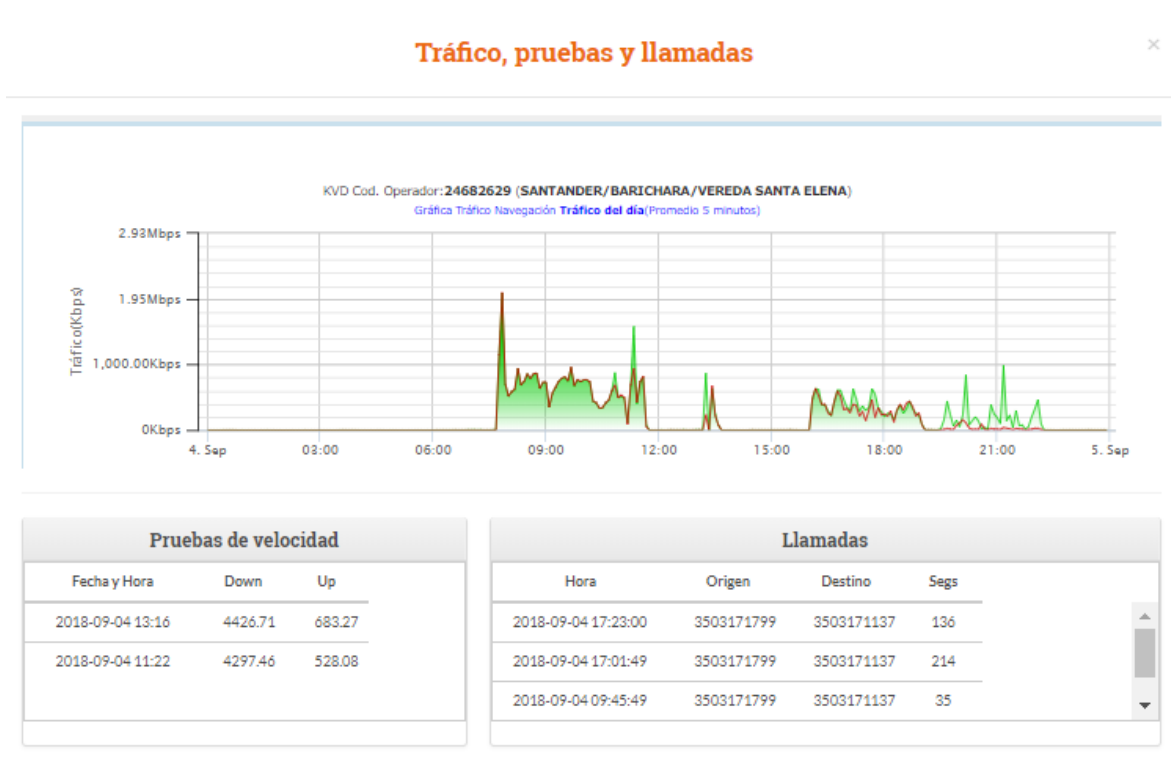 Tráfico, pruebas y llamadas
×
KVD Cod. Operador:24682629 (SANTANDER/BARICHARA/VEREDA SANTA ELENA)
Gráfica Tráfico Navegación Tráfico del día(Promedio 5 minutos)
Tráfico(Kbps)
2.93Mbps
1.95Mbps
1,000.00Kbps
0Kbps
4. Sep 03:00 06:00 09:00 12:00 15:00 18:00 21:00 5. Sep
Pruebas de velocidad
Fecha y Hora Down Up
2018-09-04 13:16 4426.71 683.27
2018-09-04 11:22 4297.46 528.08
Llamadas
Hora Origen Destino Segs
2018-09-04 17:23:00 3503171799 3503171137 136
2018-09-04 17:01:49 3503171799 3503171137 214
2018-09-04 09:45:49 3503171799 3503171137 35